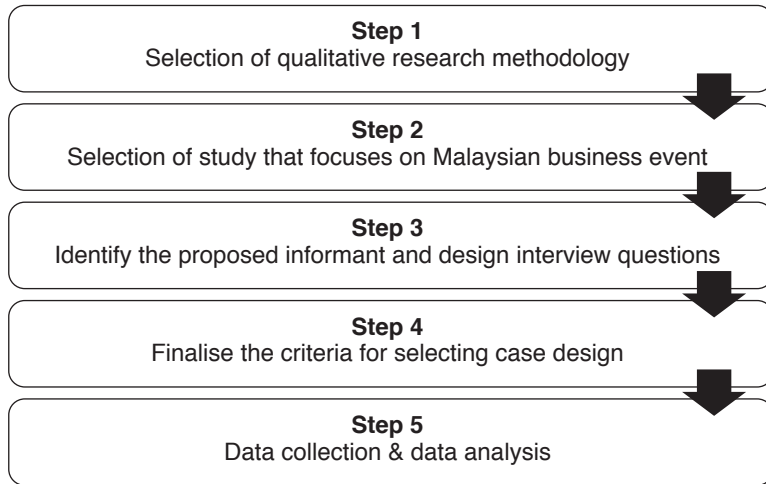 Step 1
Selection of qualitative research methodology
Step 2
Selection of study that focuses on Malaysian business event
Step 3
Identify the proposed informant and design interview questions
Step 4
Finalise the criteria for selecting case design
Step 5
Data collection & data analysis